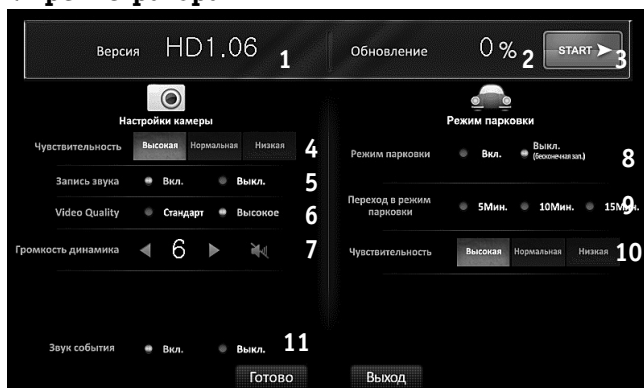 Версия HD1.06 1 Обновление 0 % 2 START 3
Настройки камеры
Режим парковки
Чувствительность Высокая Нормальная Низкая 4
Запись звука Вкл. Выкл. 5
Video Quality Стандарт Высокое 6
Громкость динамика 6 7
Звук события Вкл. Выкл. 11
Режим парковки Вкл. Выкл. (бесконечная зап.) 8
Переход в режим парковки 5Мин. 10Мин. 15Мин. 9
Чувствительность Высокая Нормальная Низкая 10
Готово Выход